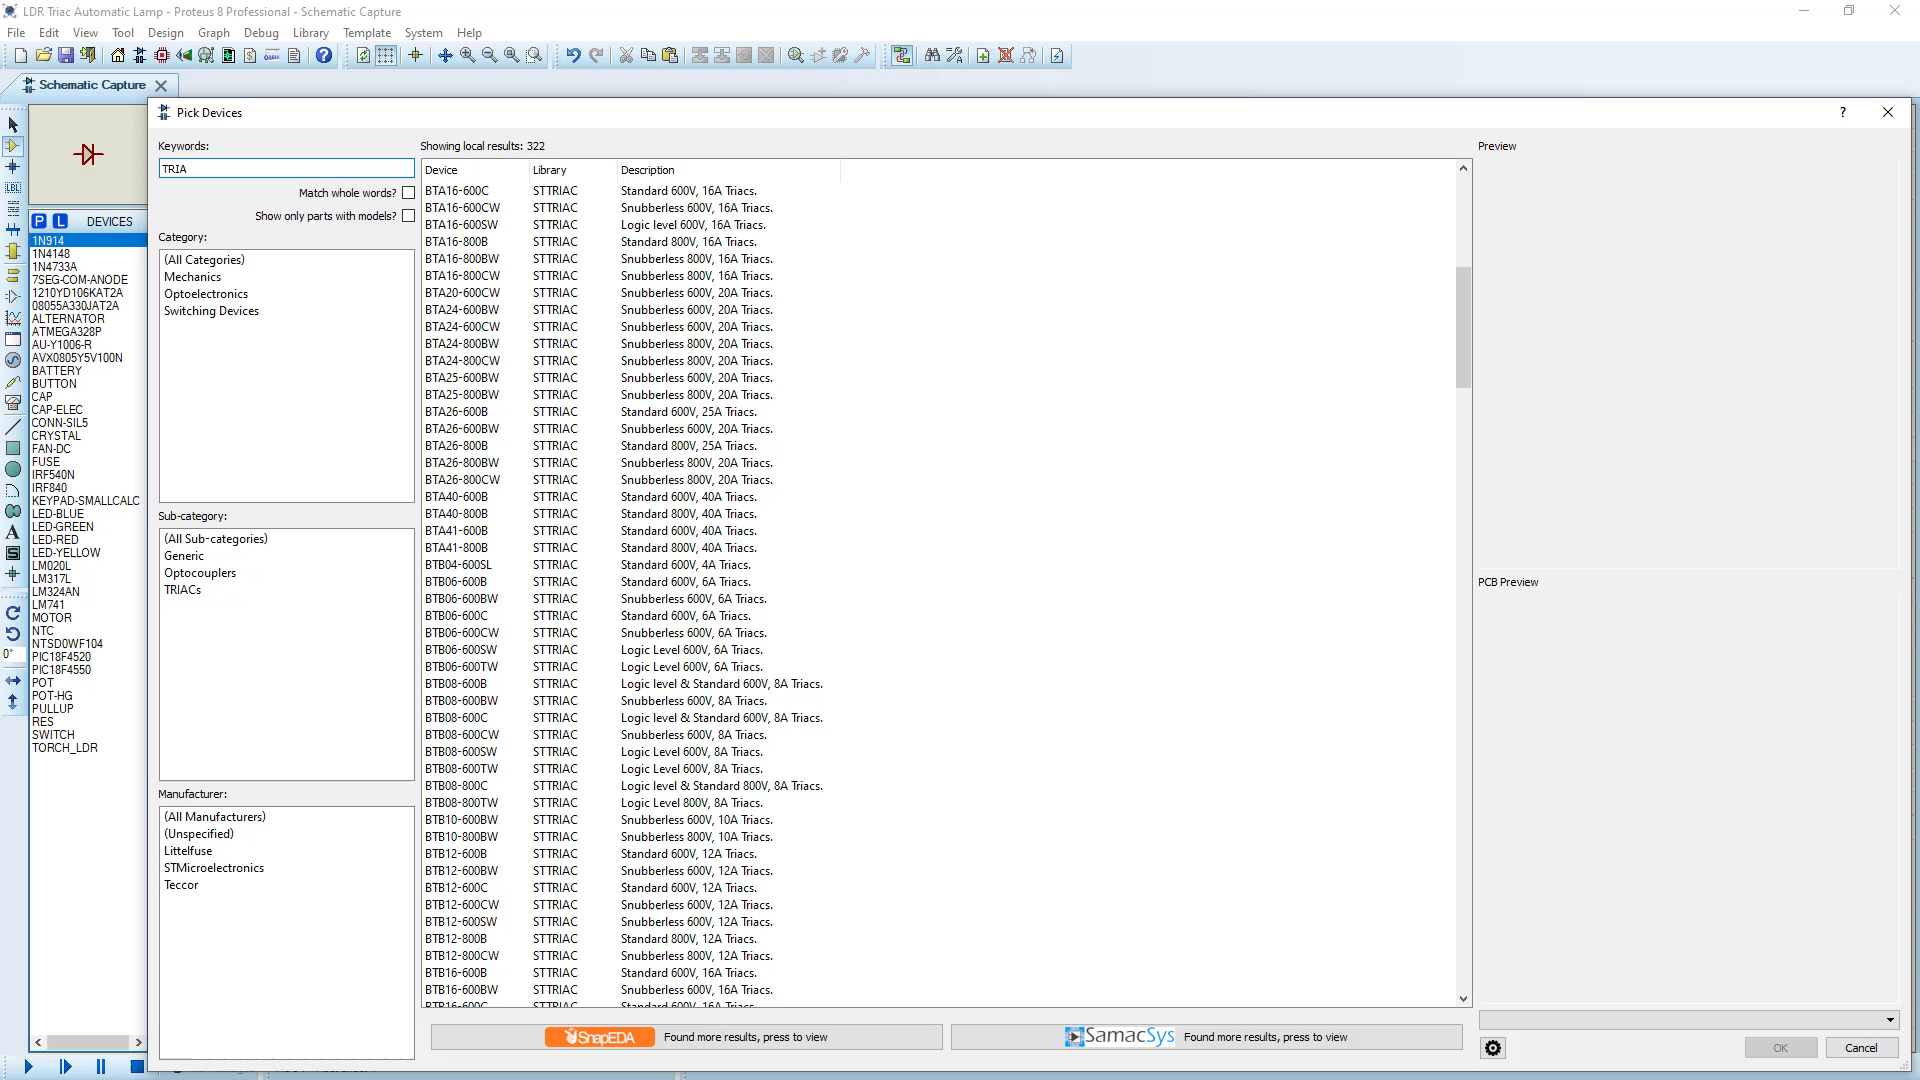 LDR Triac Automatic Lamp - Proteus 8 Professional - Schematic Capture
File Edit View Tool Design Graph Debug Library Template System Help
Schematic Capture
Pick Devices
?
LBL
P L DEVICES
1N914
1N4148
1N4733A
7SEG-COM-ANODE
1210YD106KAT2A
08055A330JAT2A
ALTERNATOR
ATMEGA328P
AU-Y1006-R
AVX0805Y5V100N
BATTERY
BUTTON
CAP
CAP-ELEC
CONN-SIL5
CRYSTAL
FAN-DC
FUSE
IRF540N
IRF840
KEYPAD-SMALLCALC
LED-BLUE
LED-GREEN
LED-RED
LED-YELLOW
LM020L
LM317L
LM324AN
LM741
MOTOR
NTC
NTSD0WF104
PIC18F4520
PIC18F4550
POT
POT-HG
PULLUP
RES
SWITCH
TORCH_LDR
A
S
0°
Keywords:
TRIA
Match whole words?
Show only parts with models?
Category:
(All Categories)
Mechanics
Optoelectronics
Switching Devices
Sub-category:
(All Sub-categories)
Generic
Optocouplers
TRIACs
Manufacturer:
(All Manufacturers)
(Unspecified)
Littelfuse
STMicroelectronics
Teccor
Showing local results: 322
Device Library Description
BTA16-600C STTRIAC Standard 600V, 16A Triacs.
BTA16-600CW STTRIAC Snubberless 600V, 16A Triacs.
BTA16-600SW STTRIAC Logic level 600V, 16A Triacs.
BTA16-800B STTRIAC Standard 800V, 16A Triacs.
BTA16-800BW STTRIAC Snubberless 800V, 16A Triacs.
BTA16-800CW STTRIAC Snubberless 800V, 16A Triacs.
BTA20-600CW STTRIAC Snubberless 600V, 20A Triacs.
BTA24-600BW STTRIAC Snubberless 600V, 20A Triacs.
BTA24-600CW STTRIAC Snubberless 600V, 20A Triacs.
BTA24-800BW STTRIAC Snubberless 800V, 20A Triacs.
BTA24-800CW STTRIAC Snubberless 800V, 20A Triacs.
BTA25-600BW STTRIAC Snubberless 600V, 20A Triacs.
BTA25-800BW STTRIAC Snubberless 800V, 20A Triacs.
BTA26-600B STTRIAC Standard 600V, 25A Triacs.
BTA26-600BW STTRIAC Snubberless 600V, 20A Triacs.
BTA26-800B STTRIAC Standard 800V, 25A Triacs.
BTA26-800BW STTRIAC Snubberless 800V, 20A Triacs.
BTA26-800CW STTRIAC Snubberless 800V, 20A Triacs.
BTA40-600B STTRIAC Standard 600V, 40A Triacs.
BTA40-800B STTRIAC Standard 800V, 40A Triacs.
BTA41-600B STTRIAC Standard 600V, 40A Triacs.
BTA41-800B STTRIAC Standard 800V, 40A Triacs.
BTB04-600SL STTRIAC Standard 600V, 4A Triacs.
BTB06-600B STTRIAC Standard 600V, 6A Triacs.
BTB06-600BW STTRIAC Snubberless 600V, 6A Triacs.
BTB06-600C STTRIAC Standard 600V, 6A Triacs.
BTB06-600CW STTRIAC Snubberless 600V, 6A Triacs.
BTB06-600SW STTRIAC Logic Level 600V, 6A Triacs.
BTB06-600TW STTRIAC Logic Level 600V, 6A Triacs.
BTB08-600B STTRIAC Logic level & Standard 600V, 8A Triacs.
BTB08-600BW STTRIAC Snubberless 600V, 8A Triacs.
BTB08-600C STTRIAC Logic level & Standard 600V, 8A Triacs.
BTB08-600CW STTRIAC Snubberless 600V, 8A Triacs.
BTB08-600SW STTRIAC Logic Level 600V, 8A Triacs.
BTB08-600TW STTRIAC Logic Level 600V, 8A Triacs.
BTB08-800C STTRIAC Logic level & Standard 800V, 8A Triacs.
BTB08-800TW STTRIAC Logic Level 800V, 8A Triacs.
BTB10-600BW STTRIAC Snubberless 600V, 10A Triacs.
BTB10-800BW STTRIAC Snubberless 800V, 10A Triacs.
BTB12-600B STTRIAC Standard 600V, 12A Triacs.
BTB12-600BW STTRIAC Snubberless 600V, 12A Triacs.
BTB12-600C STTRIAC Standard 600V, 12A Triacs.
BTB12-600CW STTRIAC Snubberless 600V, 12A Triacs.
BTB12-600SW STTRIAC Snubberless 600V, 12A Triacs.
BTB12-800B STTRIAC Standard 800V, 12A Triacs.
BTB12-800CW STTRIAC Snubberless 800V, 12A Triacs.
BTB16-600B STTRIAC Standard 600V, 16A Triacs.
BTB16-600BW STTRIAC Snubberless 600V, 16A Triacs.
BTB16-600C STTRIAC Standard 600V, 16A Triacs.
SnapEDA Found more results, press to view
SamacSys Found more results, press to view
Preview
PCB Preview
OK Cancel